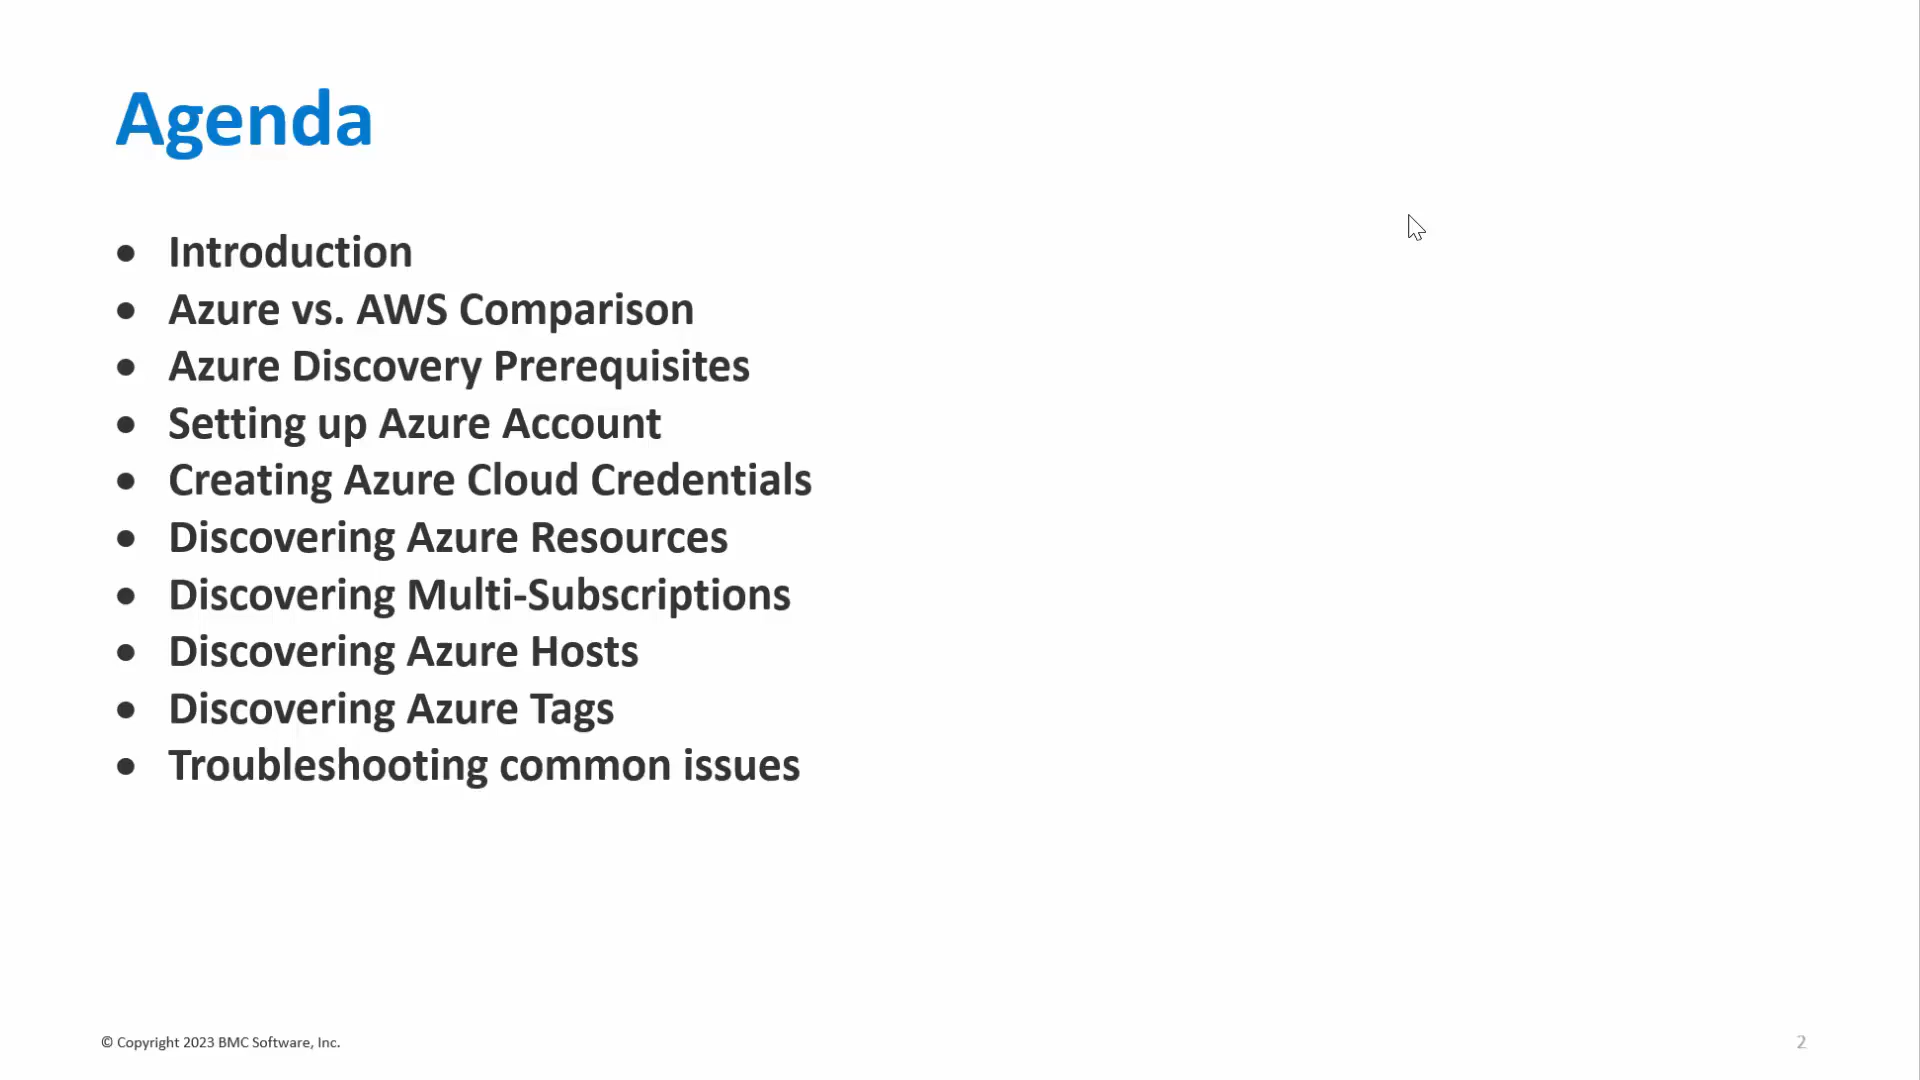 Agenda
• Introduction
• Azure vs. AWS Comparison
• Azure Discovery Prerequisites
• Setting up Azure Account
• Creating Azure Cloud Credentials
• Discovering Azure Resources
• Discovering Multi-Subscriptions
• Discovering Azure Hosts
• Discovering Azure Tags
• Troubleshooting common issues
© Copyright 2023 BMC Software, Inc.
2